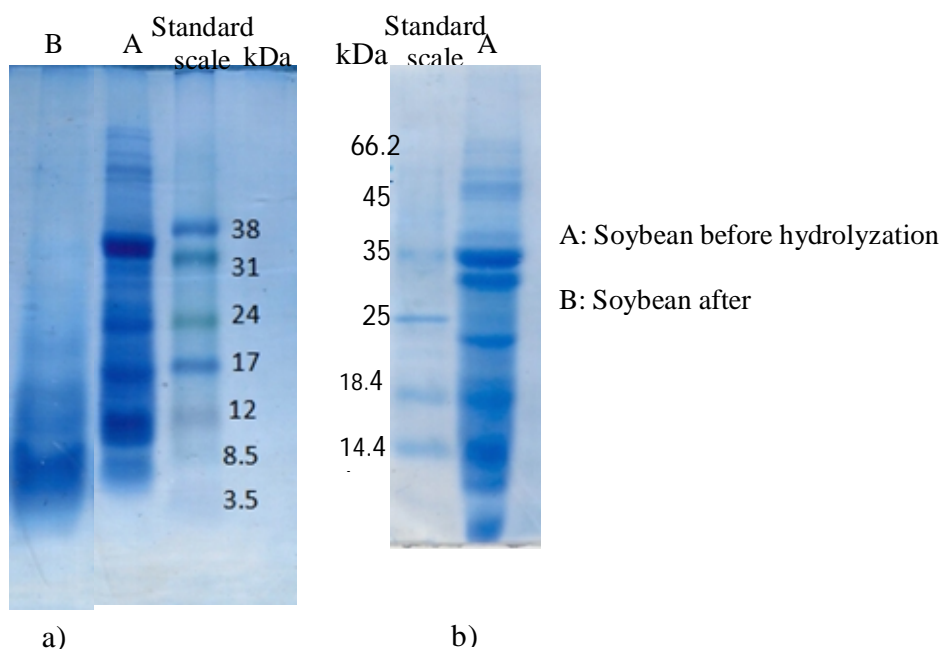 B A Standard scale kDa
38
31
24
17
12
8.5
3.5
a)
kDa Standard scale A
66.2
45
35
25
18.4
14.4
b)
A: Soybean before hydrolyzation
B: Soybean after